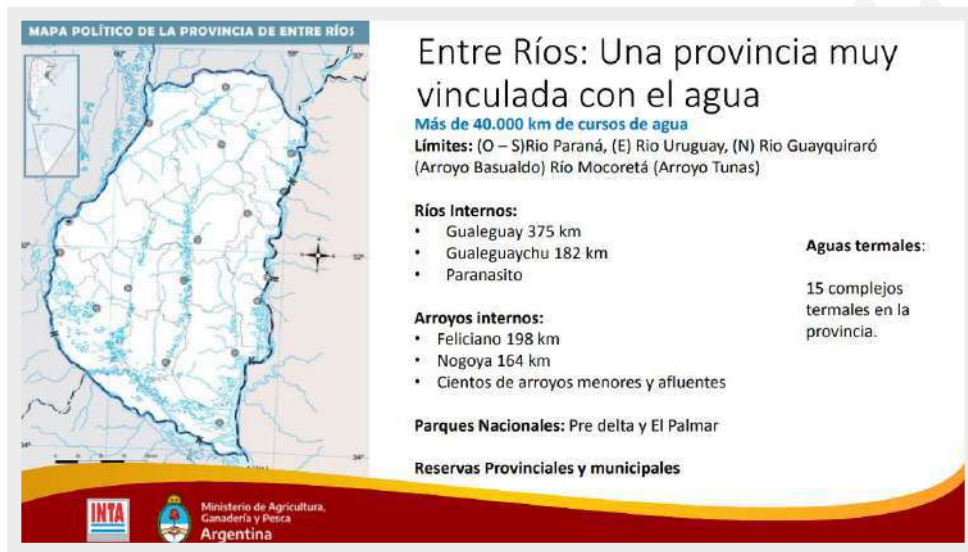 MAPA POLÍTICO DE LA PROVINCIA DE ENTRE RÍOS
Entre Ríos: Una provincia muy
vinculada con el agua
Más de 40.000 km de cursos de agua
Límites: (O – S)Rio Paraná, (E) Rio Uruguay, (N) Rio Guayquiraró
(Arroyo Basualdo) Río Mocoretá (Arroyo Tunas)
Ríos Internos:
• Gualeguay 375 km
• Gualeguaychu 182 km
• Paranasito
Aguas termales:
15 complejos
termales en la
provincia.
Arroyos internos:
• Feliciano 198 km
• Nogoya 164 km
• Cientos de arroyos menores y afluentes
Parques Nacionales: Pre delta y El Palmar
Reservas Provinciales y municipales
INTA
Ministerio de Agricultura,
Ganadería y Pesca
Argentina